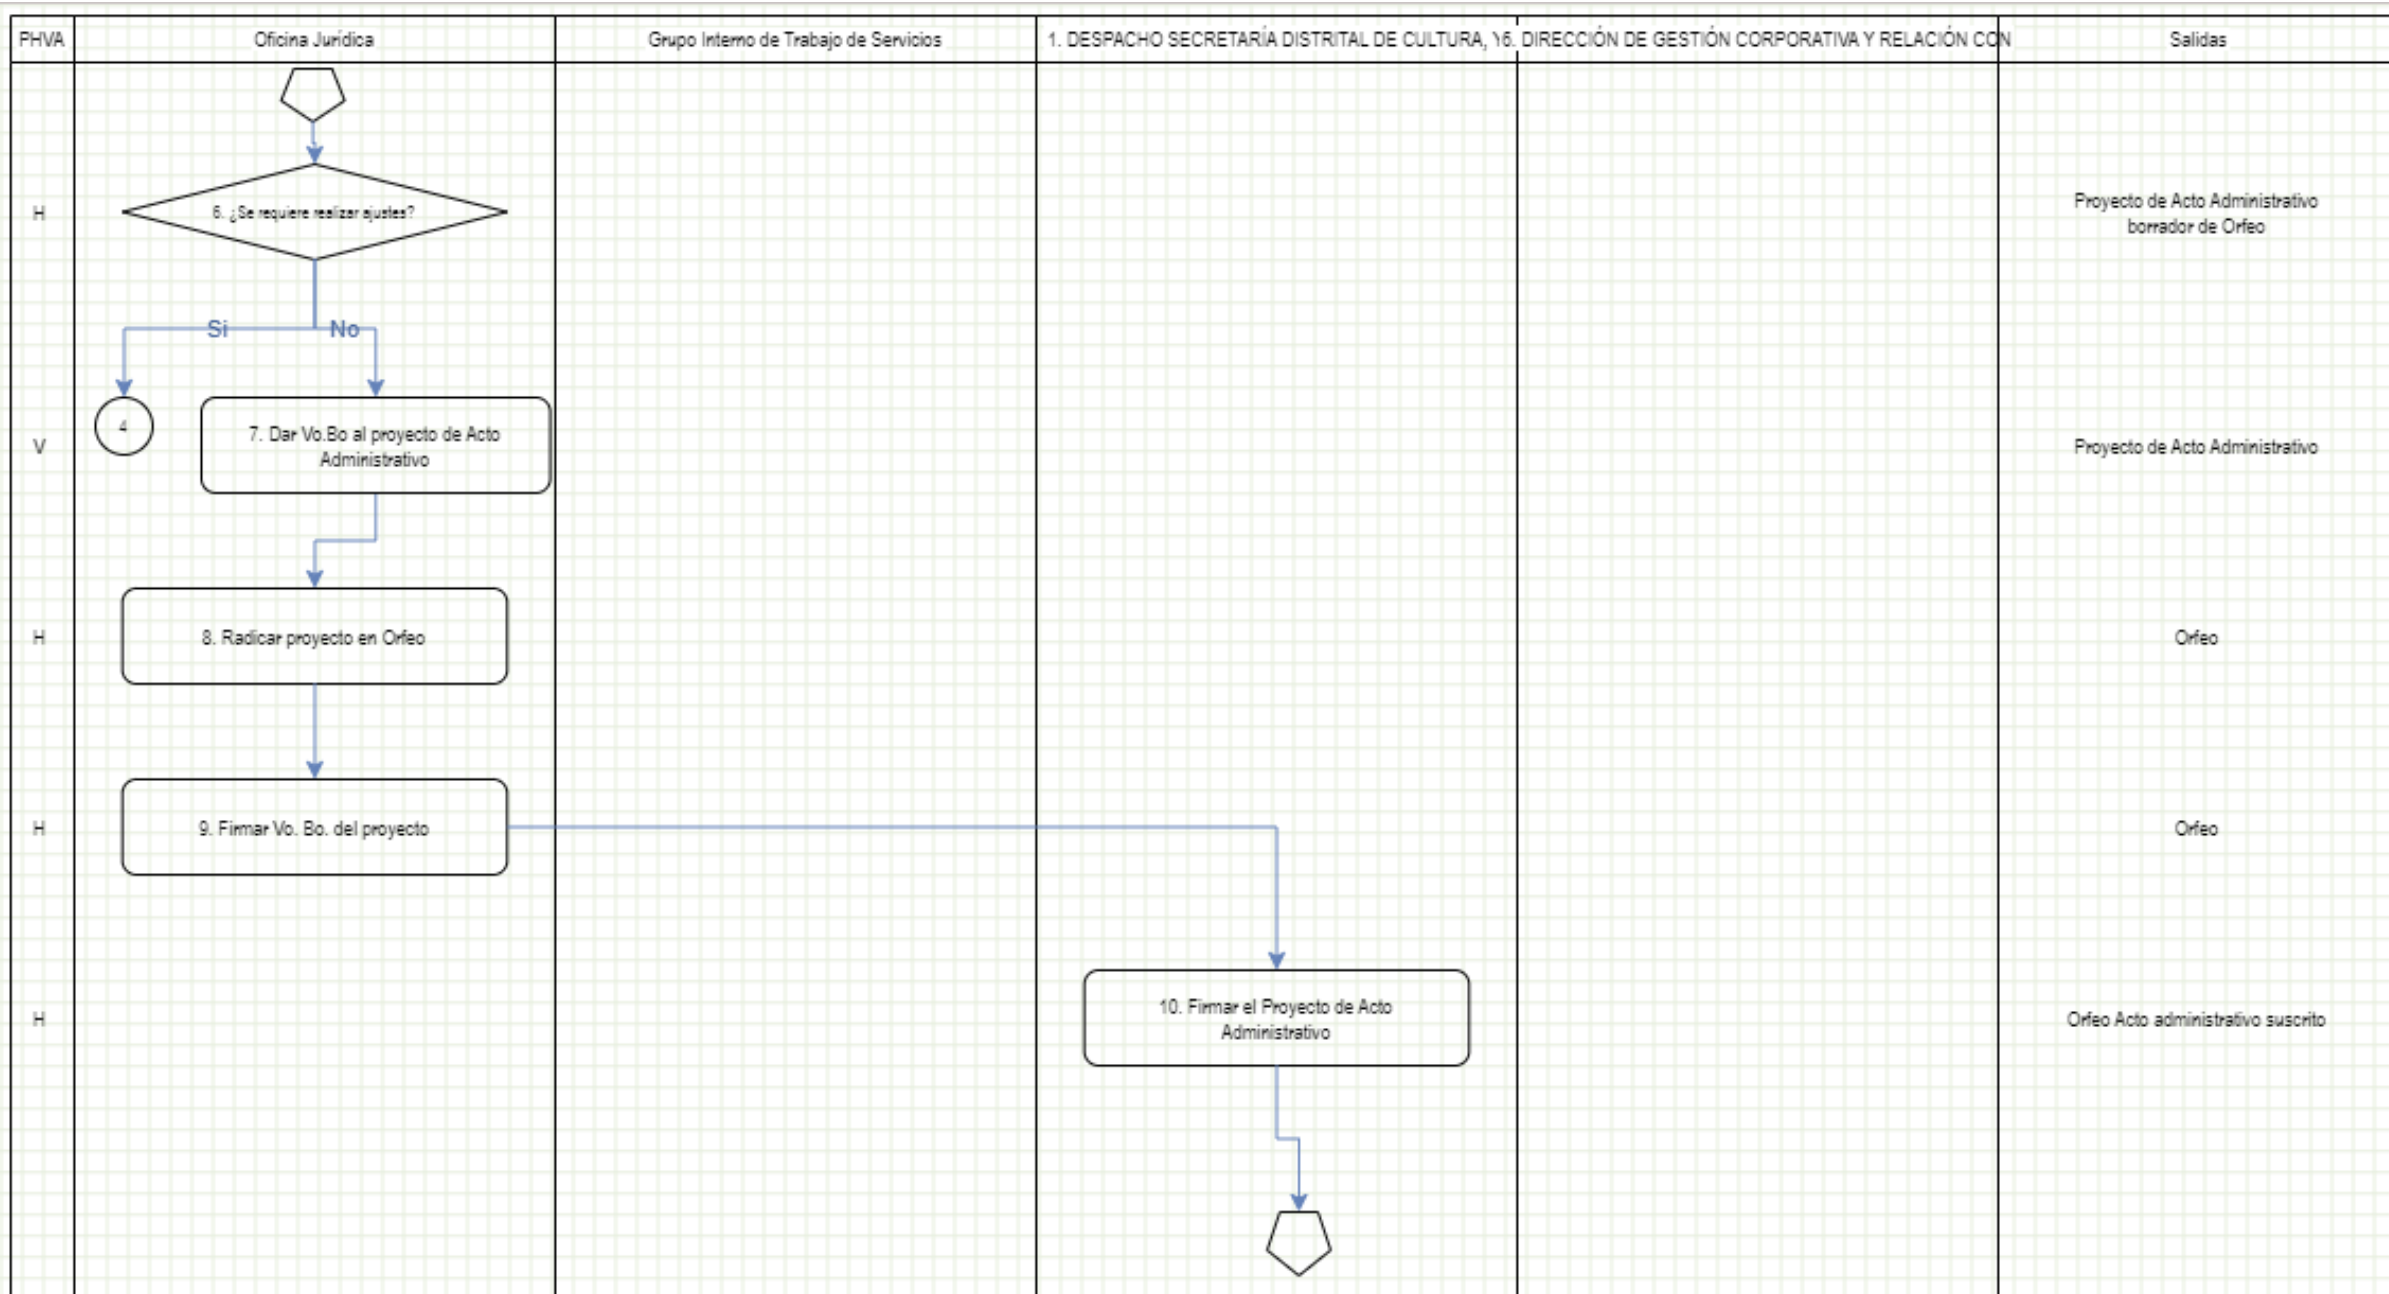 PHVA
Oficina Jurídica
Grupo Interno de Trabajo de Servicios
1. DESPACHO SECRETARÍA DISTRITAL DE CULTURA,
6. DIRECCIÓN DE GESTIÓN CORPORATIVA Y RELACIÓN CON
Salidas
H
6. ¿Se requiere realizar ajustes?
Proyecto de Acto Administrativo
borrador de Orfeo
Si
No
V
4
7. Dar Vo.Bo al proyecto de Acto
Administrativo
Proyecto de Acto Administrativo
H
8. Radicar proyecto en Orfeo
Orfeo
H
9. Firmar Vo. Bo. del proyecto
Orfeo
H
10. Firmar el Proyecto de Acto
Administrativo
Orfeo Acto administrativo suscrito